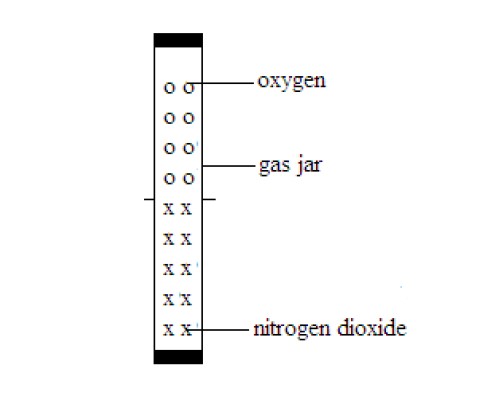 o o oxygen
o o
o o
gas jar
o o
x x
x x
x x
x x
x x nitrogen dioxide